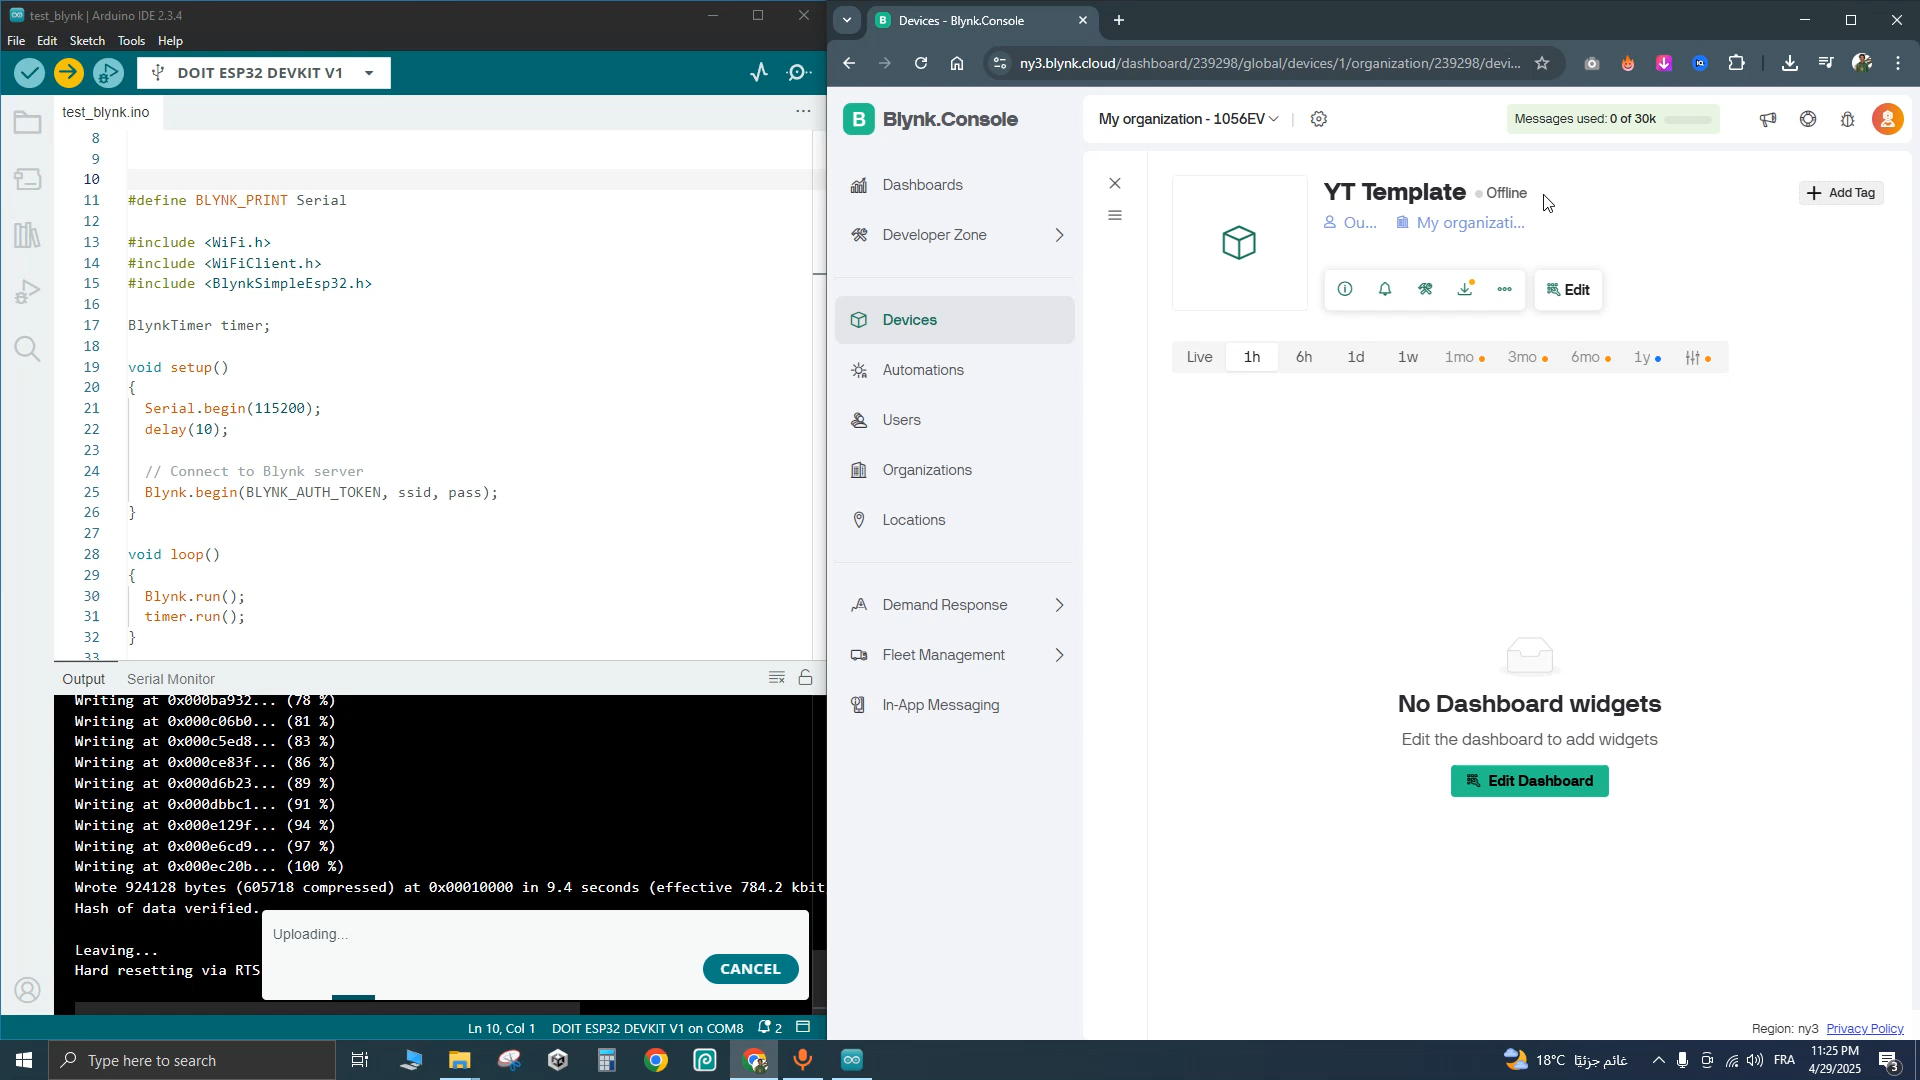 test_blynk | Arduino IDE 2.3.4
File Edit Sketch Tools Help
DOIT ESP32 DEVKIT V1
test_blynk.ino
8
9
10
11 #define BLYNK_PRINT Serial
12
13 #include <WiFi.h>
14 #include <WiFiClient.h>
15 #include <BlynkSimpleEsp32.h>
16
17 BlynkTimer timer;
18
19 void setup()
20 {
21 Serial.begin(115200);
22 delay(10);
23
24 // Connect to Blynk server
25 Blynk.begin(BLYNK_AUTH_TOKEN, ssid, pass);
26 }
27
28 void loop()
29 {
30 Blynk.run();
31 timer.run();
32 }
33
Output Serial Monitor
Writing at 0x000ba932... (78 %)
Writing at 0x000c06b0... (81 %)
Writing at 0x000c5ed8... (83 %)
Writing at 0x000ce83f... (86 %)
Writing at 0x000d6b23... (89 %)
Writing at 0x000dbbc1... (91 %)
Writing at 0x000e129f... (94 %)
Writing at 0x000e6cd9... (97 %)
Writing at 0x000ec20b... (100 %)
Wrote 924128 bytes (605718 compressed) at 0x00010000 in 9.4 seconds (effective 784.2 kbit
Hash of data verified.
Leaving...
Hard resetting via RTS
Uploading...
CANCEL
Ln 10, Col 1 DOIT ESP32 DEVKIT V1 on COM8 2
B Devices - Blynk.Console
ny3.blynk.cloud/dashboard/239298/global/devices/1/organization/239298/devi...
B Blynk.Console
Dashboards
Developer Zone
Devices
Automations
Users
Organizations
Locations
Demand Response
Fleet Management
In-App Messaging
My organization - 1056EV
Messages used: 0 of 30k
YT Template Offline
Add Tag
Ou... My organizati...
Edit
Live 1h 6h 1d 1w 1mo 3mo 6mo 1y
No Dashboard widgets
Edit the dashboard to add widgets
Edit Dashboard
Region: ny3 Privacy Policy
Type here to search
18°C غائم جزئيًا
FRA
11:25 PM
4/29/2025
3